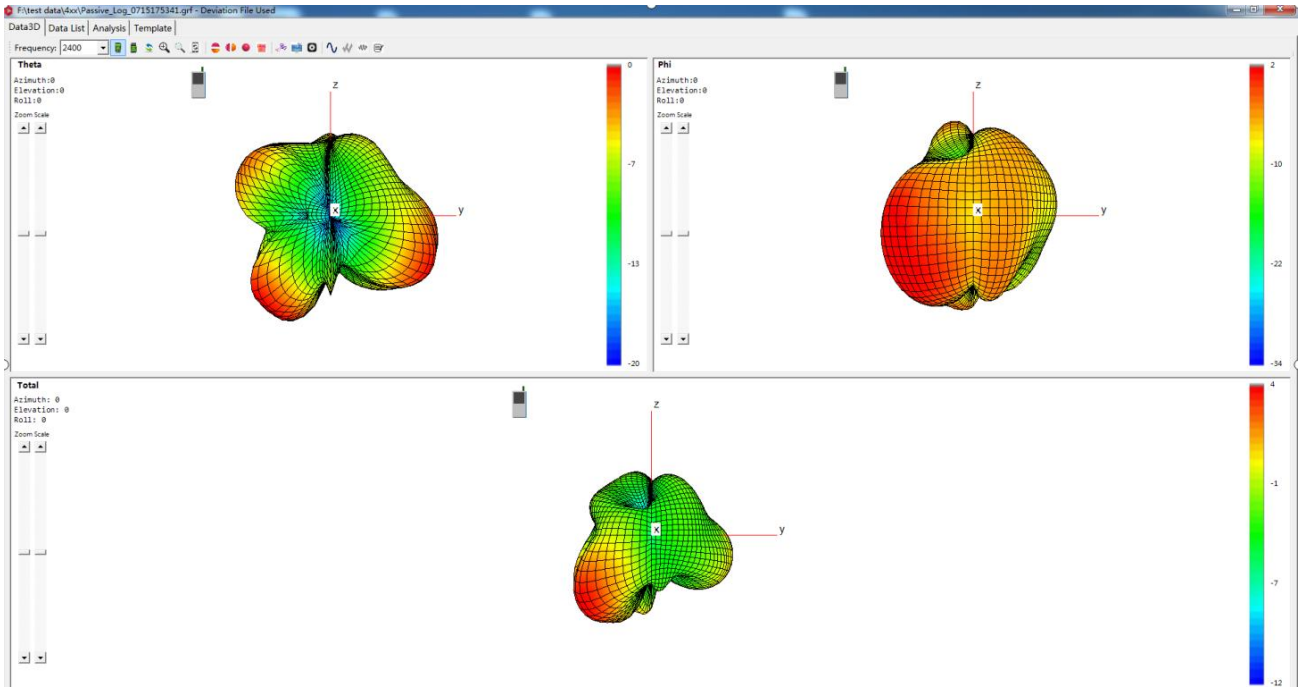 F:\test data\4xx\Passive_Log_0715175341.grf - Deviation File Used
Data3D Data List Analysis Template
Frequency: 2400
Theta
Azimuth:0
Elevation:0
Roll:0
Zoom Scale
z
y
x
0
-7
-13
-20
Phi
Azimuth:0
Elevation:0
Roll:0
Zoom Scale
z
y
x
2
-10
-22
-34
Total
Azimuth: 0
Elevation: 0
Roll: 0
Zoom Scale
z
y
x
4
-1
-7
-12